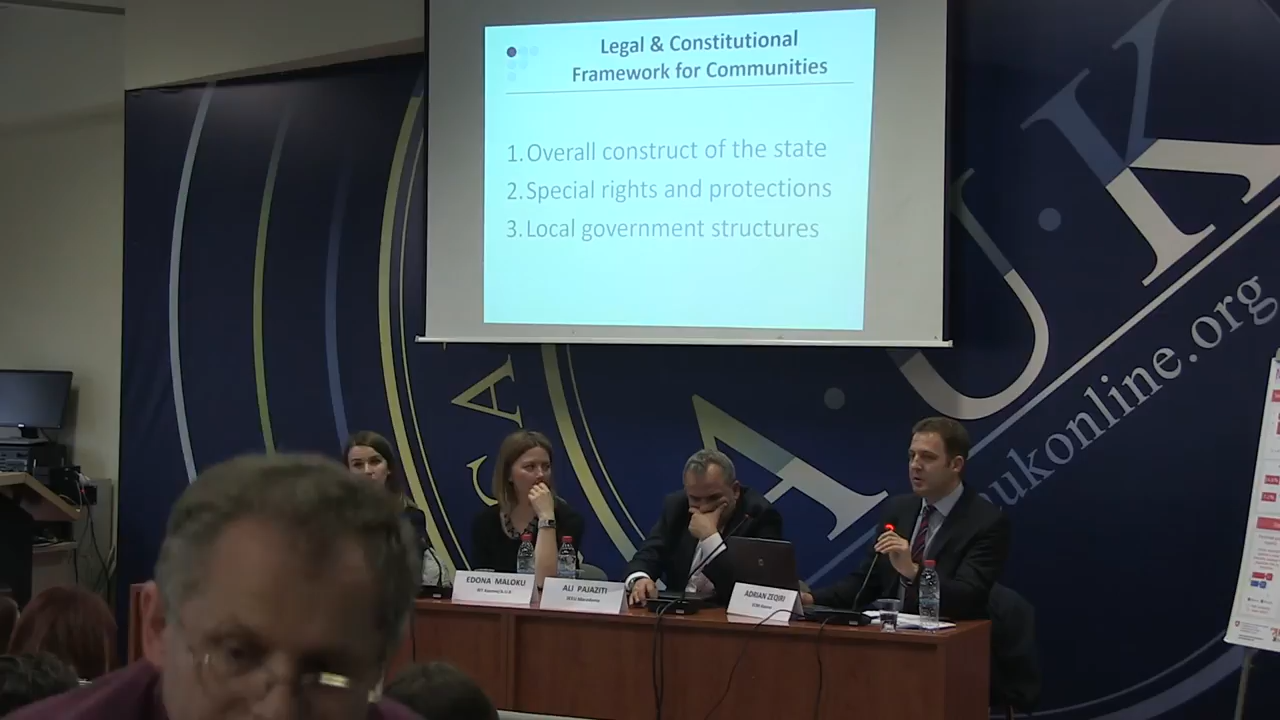 Legal & Constitutional
Framework for Communities
1. Overall construct of the state
2. Special rights and protections
3. Local government structures
A.U.K
aukonline.org
EDONA MALOKU
ALI PAJAZITI
ADRIAN ZEQIRI